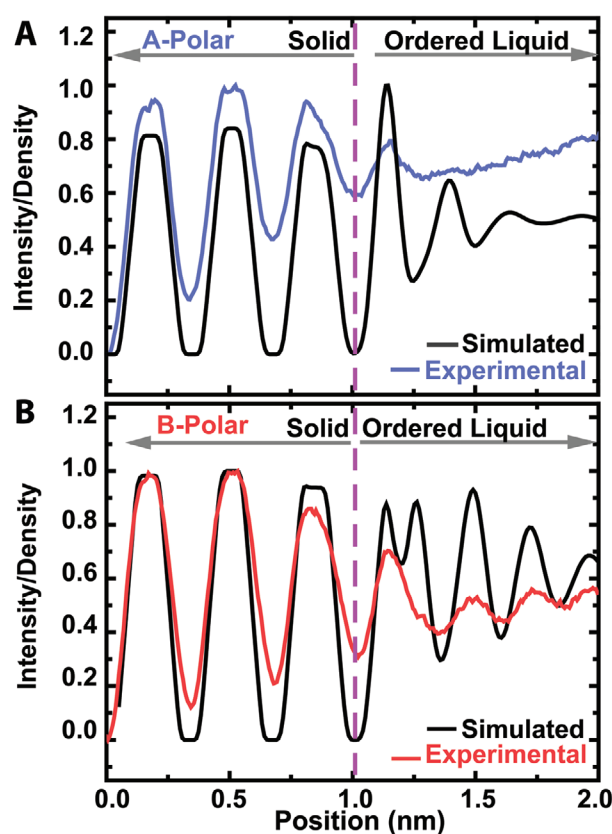 A
A-Polar Solid Ordered Liquid
1.2
1.0
0.8
0.6
0.4
0.2
0.0
Intensity/Density
Simulated
Experimental
B
B-Polar Solid Ordered Liquid
1.2
1.0
0.8
0.6
0.4
0.2
0.0
Intensity/Density
Simulated
Experimental
0.0 0.5 1.0 1.5 2.0
Position (nm)